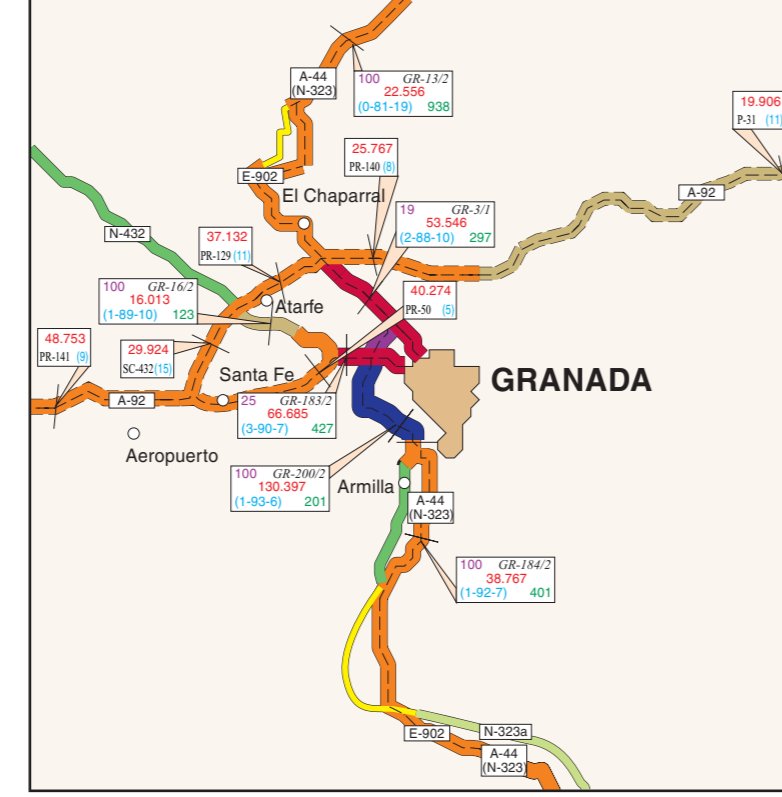 A-44
(N-323)
100 GR-13/2
22.556
(0-81-19) 938
19.906
P-31 (11)
25.767
PR-140 (8)
E-902
El Chaparral
A-92
19 GR-3/1
53.546
(2-88-10) 297
N-432
37.132
PR-129 (11)
100 GR-16/2
16.013
(1-89-10) 123
40.274
PR-50 (5)
Atarfe
48.753
PR-141 (9)
29.924
SC-432(15)
Santa Fe
GRANADA
A-92
25 GR-183/2
66.685
(3-90-7) 427
Aeropuerto
100 GR-200/2
130.397
(1-93-6) 201
Armilla
A-44
(N-323)
100 GR-184/2
38.767
(1-92-7) 401
E-902
N-323a
A-44
(N-323)